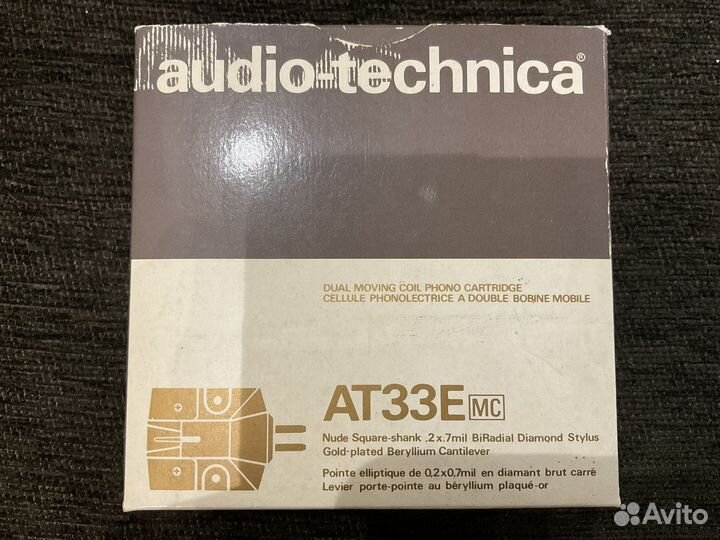 audio-technica®
DUAL MOVING COIL PHONO CARTRIDGE
CELLULE PHONOLECTRICE A DOUBLE BOBINE MOBILE
AT33E MC
Nude Square-shank .2x.7mil BiRadial Diamond Stylus
Gold-plated Beryllium Cantilever
Pointe elliptique de 0,2x0,7mil en diamant brut carré
Levier porte-pointe au béryllium plaqué-or
Avito